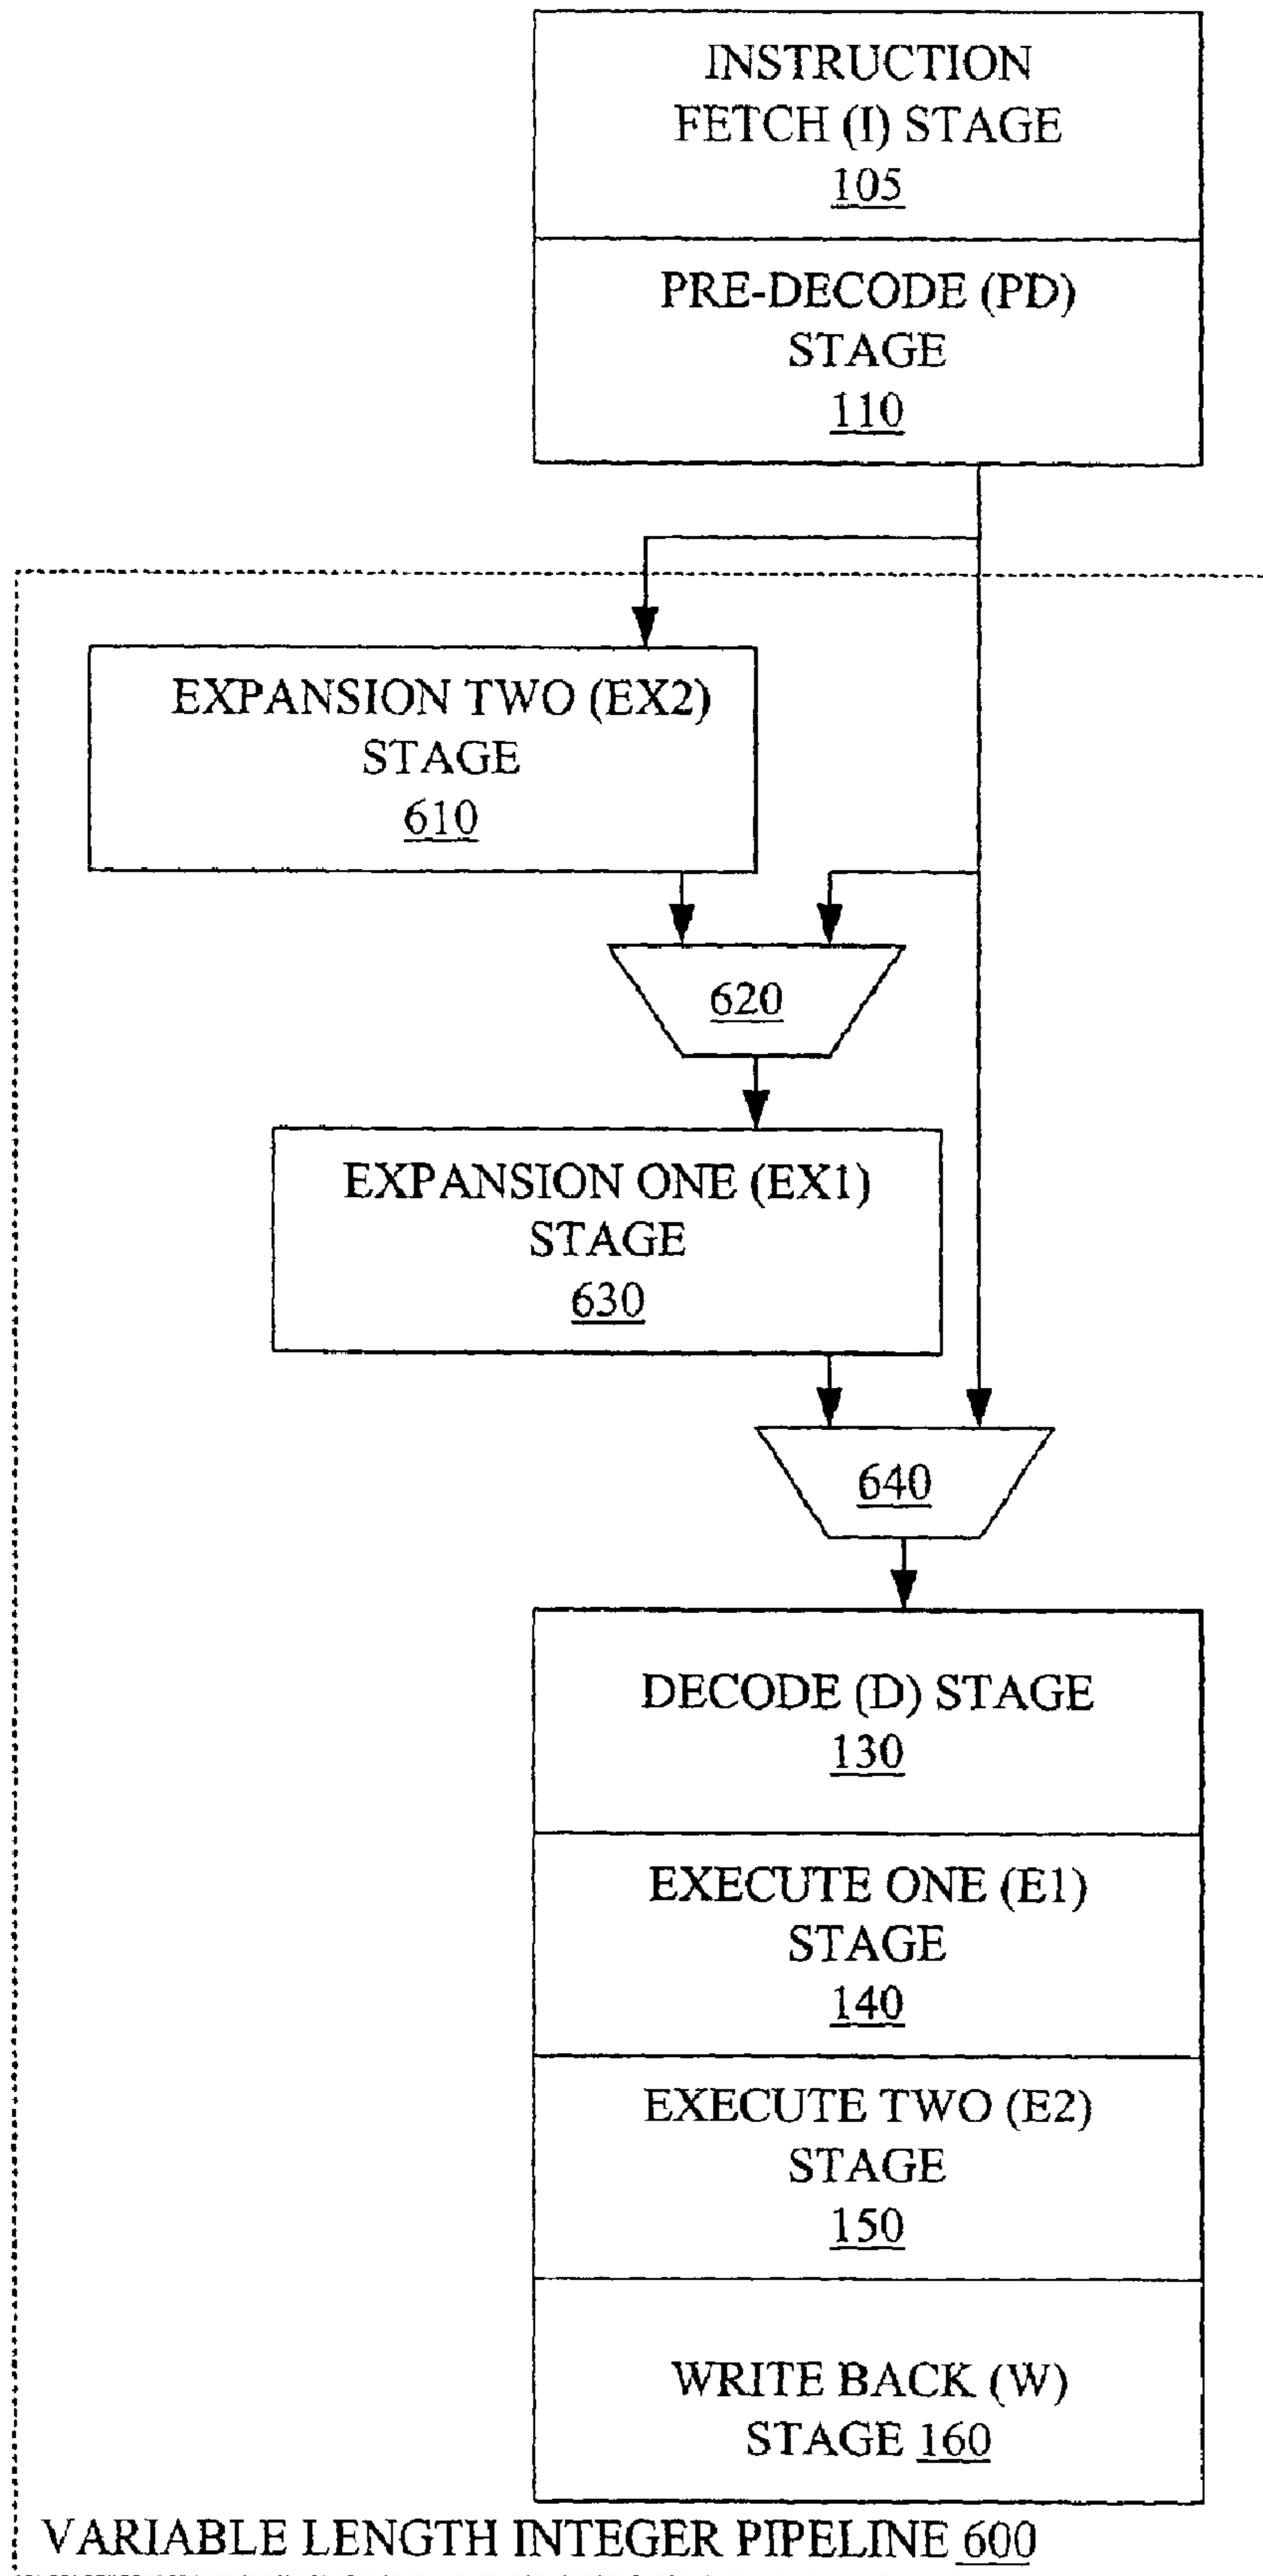 INSTRUCTION
FETCH (I) STAGE
105
PRE-DECODE (PD)
STAGE
110
EXPANSION TWO (EX2)
STAGE
610
620
EXPANSION ONE (EX1)
STAGE
630
640
DECODE (D) STAGE
130
EXECUTE ONE (E1)
STAGE
140
EXECUTE TWO (E2)
STAGE
150
WRITE BACK (W)
STAGE 160
VARIABLE LENGTH INTEGER PIPELINE 600